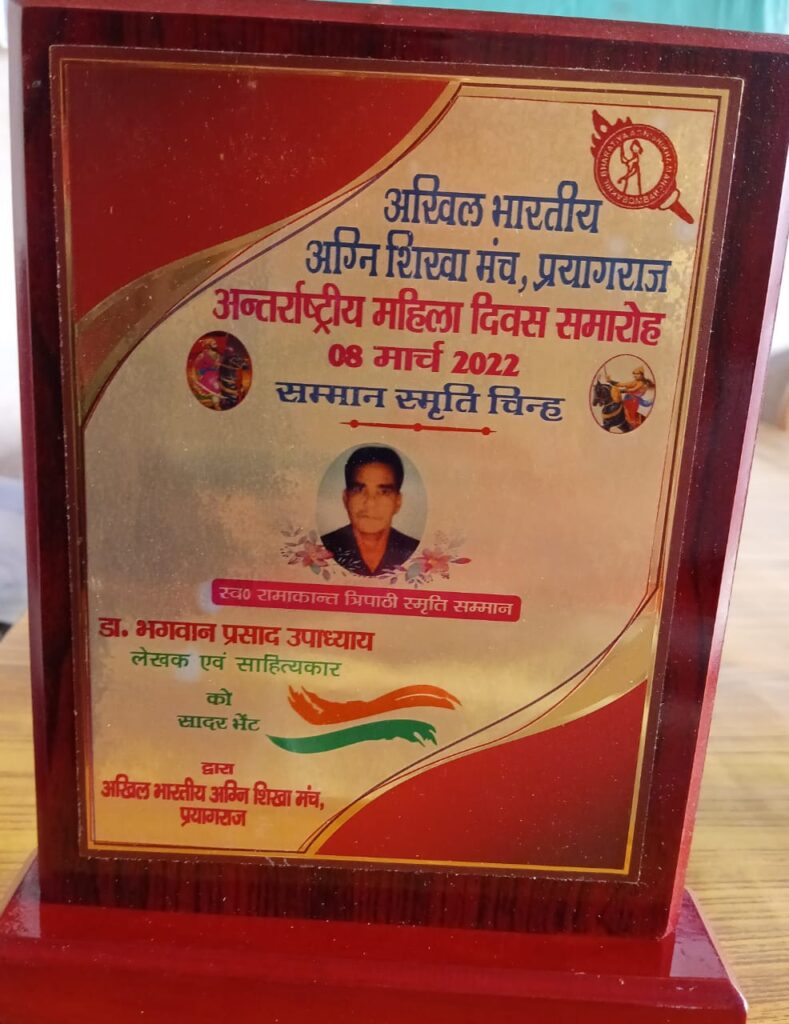 अखिल भारतीय
अग्नि शिखा मंच, प्रयागराज
अन्तर्राष्ट्रीय महिला दिवस समारोह
08 मार्च 2022
सम्मान स्मृति चिन्ह
स्व० रामाकान्त त्रिपाठी स्मृति सम्मान
डा. भगवान प्रसाद उपाध्याय
लेखक एवं साहित्यकार
को
सादर भेंट
द्वारा
अखिल भारतीय अग्नि शिखा मंच,
प्रयागराज